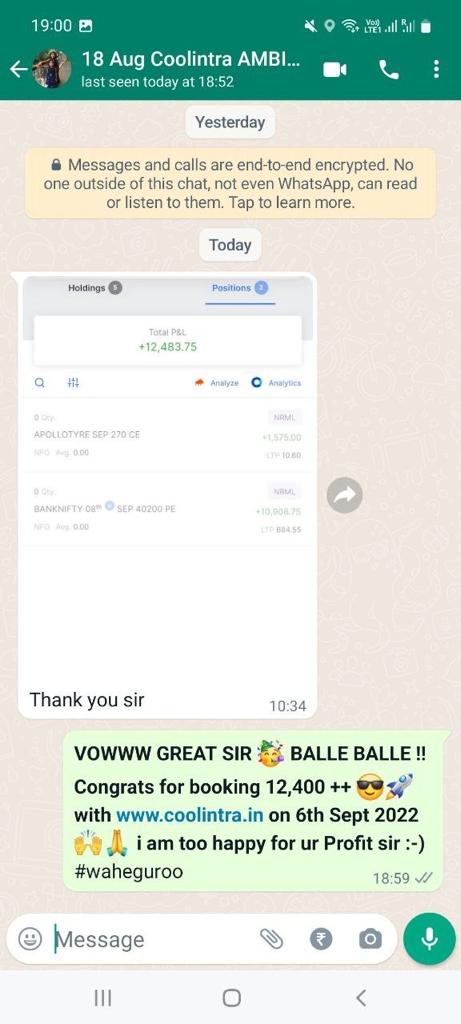 19:00
Vo)) R
LTE1
18 Aug Coolintra AMBI...
last seen today at 18:52
Yesterday
Messages and calls are end-to-end encrypted. No
one outside of this chat, not even WhatsApp, can read
or listen to them. Tap to learn more.
Today
Holdings 5 Positions 2
Total P&L
+12,483.75
Analyze Analytics
0 Qty. NRML
APOLLOTYRE SEP 270 CE +1,575.00
NFO Avg. 0.00 LTP 10.60
0 Qty. NRML
BANKNIFTY 08th SEP 40200 PE +10,908.75
NFO Avg. 0.00 LTP 684.55
Thank you sir 10:34
VOWWW GREAT SIR 🥳 BALLE BALLE !!
Congrats for booking 12,400 ++ 😎🚀
with www.coolintra.in on 6th Sept 2022
🙌🙏 i am too happy for ur Profit sir :-)
#waheguroo 18:59
Message ₹